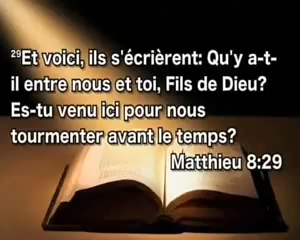 ²⁹Et voici, ils s'écrièrent: Qu'y a-t-
il entre nous et toi, Fils de Dieu?
Es-tu venu ici pour nous
tourmenter avant le temps?
Matthieu 8:29